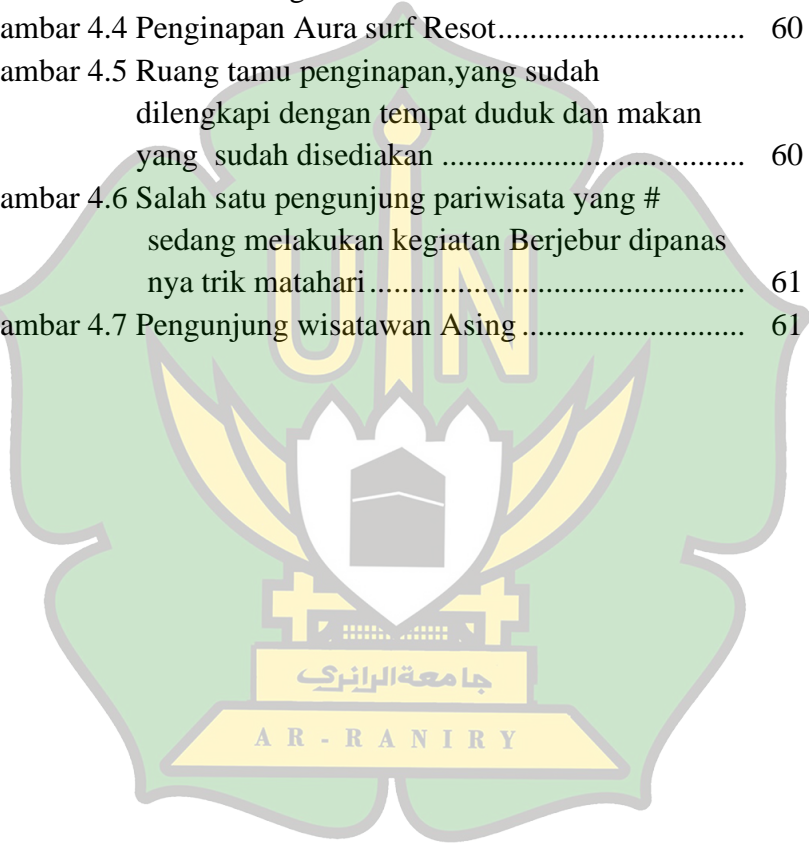 ambar 4.4 Penginapan Aura surf Resot............................... 60
ambar 4.5 Ruang tamu penginapan,yang sudah
dilengkapi dengan tempat duduk dan makan
yang sudah disediakan ...................................... 60
ambar 4.6 Salah satu pengunjung pariwisata yang #
sedang melakukan kegiatan Berjebur dipanas
nya trik matahari............................................... 61
ambar 4.7 Pengunjung wisatawan Asing ............................ 61
UIN
جامعةالرانري
AR-RANIRY